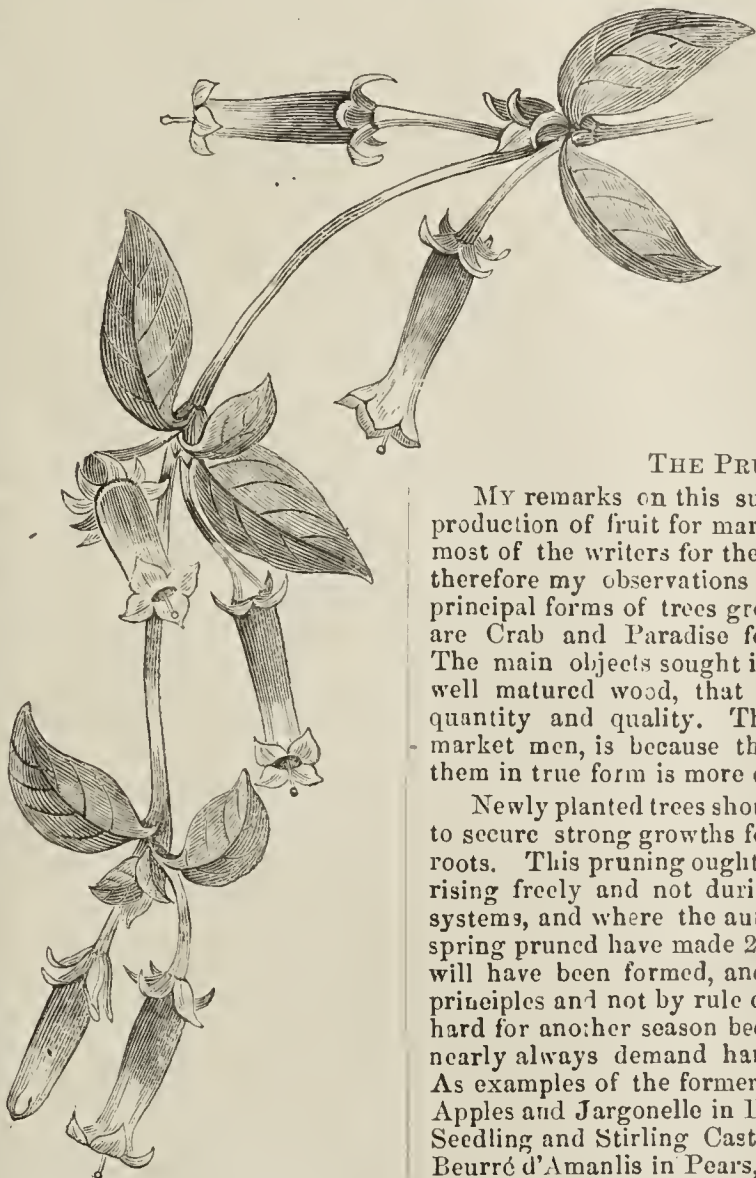 THE PRU
MY remarks on this su
production of fruit for mar
most of the writers for the
therefore my observations
principal forms of trees gr
are Crab and Paradise fo
The main objects sought i
well matured wood, that
quantity and quality. Th
market men, is because th
them in true form is more c
Newly planted trees shou
to secure strong growths fo
roots. This pruning ought
rising freely and not duri
systems, and where the au
spring pruned have made 2
will have been formed, and
principles and not by rule o
hard for another season bec
nearly always demand har
As examples of the former
Apples and Jargonelle in l
Seedling and Stirling Cast
Beurré d'Amanlis in Pears,